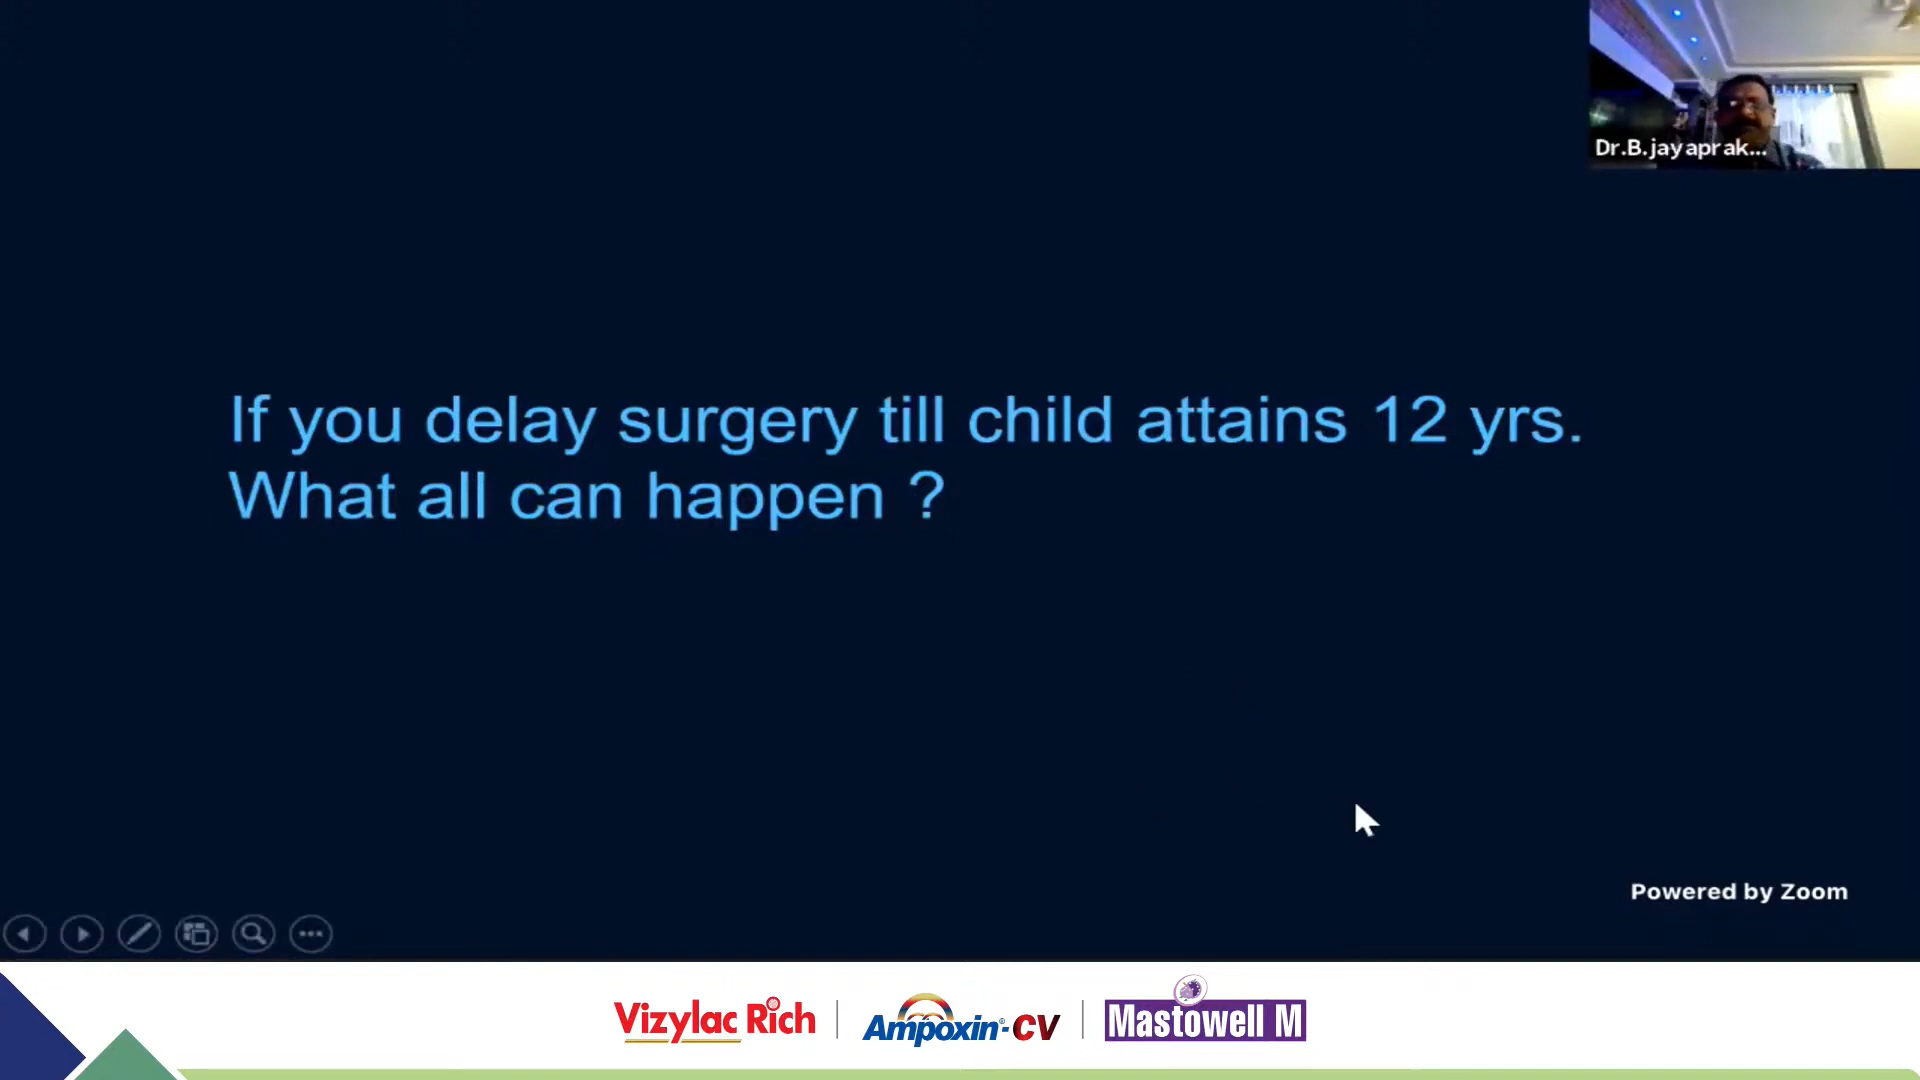 Dr.B.jayaprak...
If you delay surgery till child attains 12 yrs.
What all can happen ?
Powered by Zoom
Vizylac Rich
Ampoxin®-CV
Mastowell M